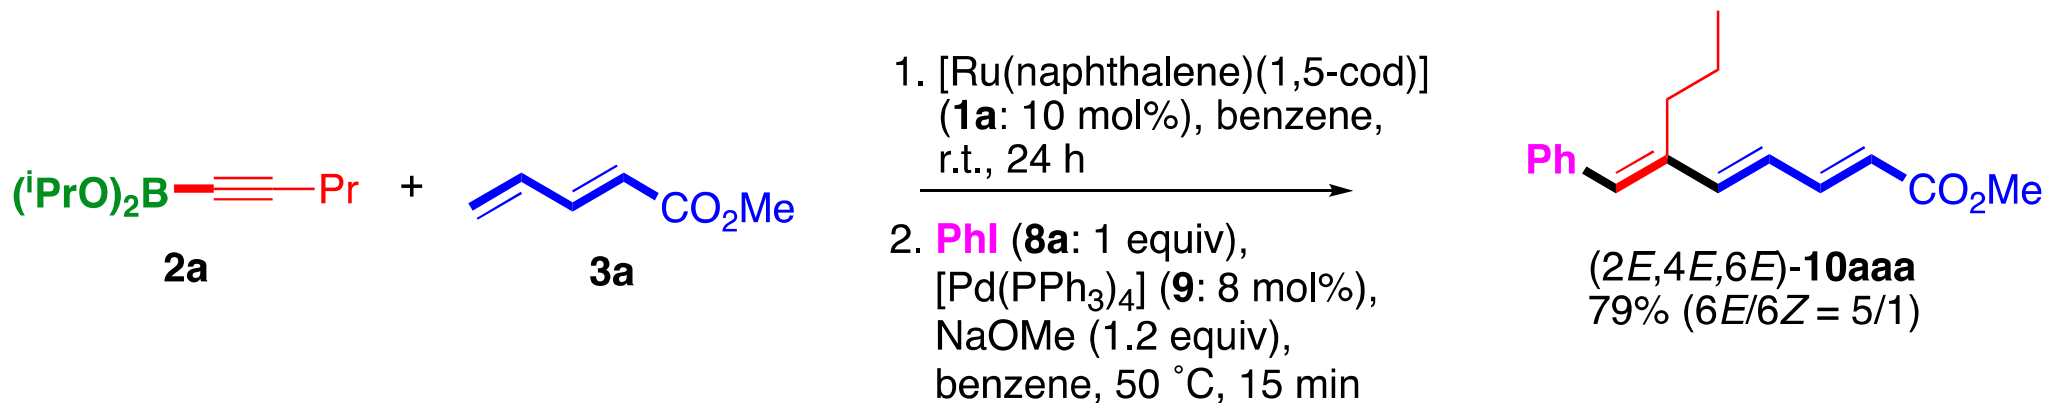 1. [Ru(naphthalene)(1,5-cod)]
(1a: 10 mol%), benzene,
r.t., 24 h
(ⁱPrO)₂B
Pr
+
CO₂Me
2a
3a
2. PhI (8a: 1 equiv),
[Pd(PPh₃)₄] (9: 8 mol%),
NaOMe (1.2 equiv),
benzene, 50 ˚C, 15 min
Ph
CO₂Me
(2E,4E,6E)-10aaa
79% (6E/6Z = 5/1)